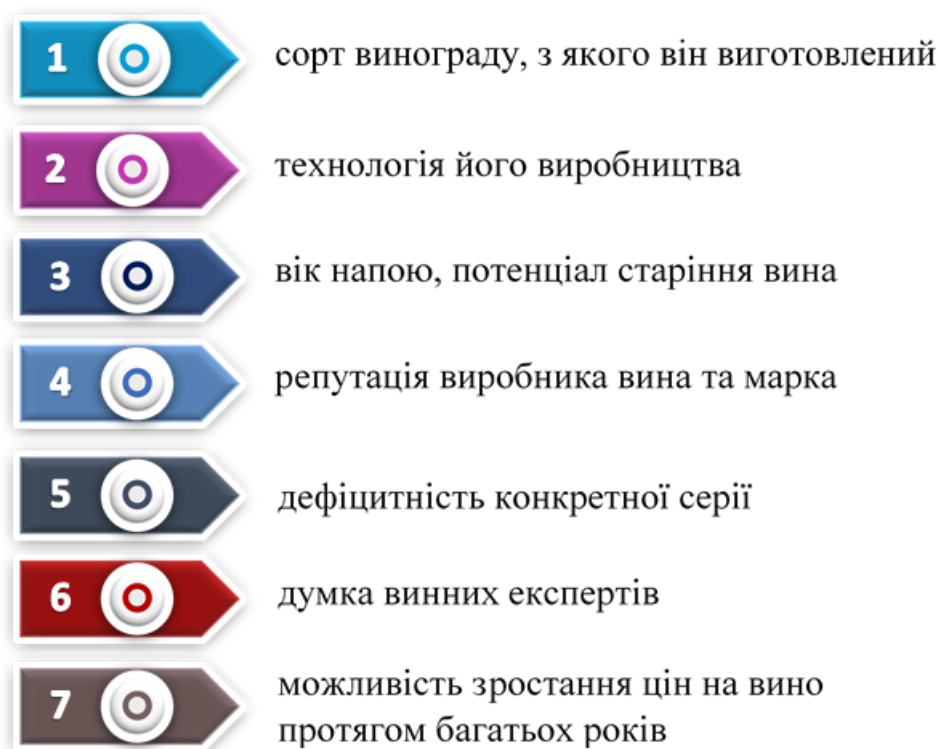 1 сорт винограду, з якого він виготовлений
2 технологія його виробництва
3 вік напою, потенціал старіння вина
4 репутація виробника вина та марка
5 дефіцитність конкретної серії
6 думка винних експертів
7 можливість зростання цін на вино
протягом багатьох років